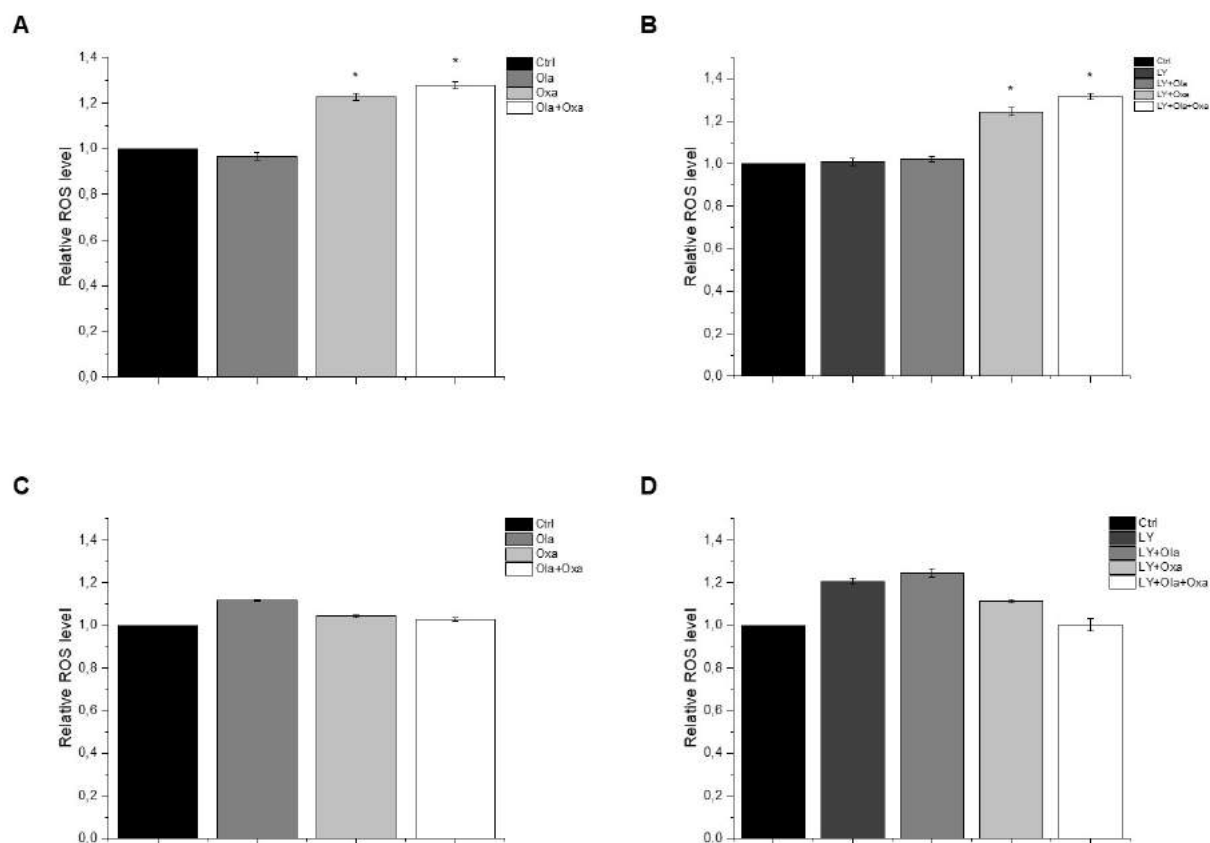 A
Relative ROS level
1,4
1,2
1,0
0,8
0,6
0,4
0,2
0,0
*
*
Ctrl
Ola
Oxa
Ola+Oxa
B
Relative ROS level
1,4
1,2
1,0
0,8
0,6
0,4
0,2
0,0
*
*
Ctrl
LY
LY+Ola
LY+Oxa
LY+Ola+Oxa
C
Relative ROS level
1,4
1,2
1,0
0,8
0,6
0,4
0,2
0,0
Ctrl
Ola
Oxa
Ola+Oxa
D
Relative ROS level
1,4
1,2
1,0
0,8
0,6
0,4
0,2
0,0
Ctrl
LY
LY+Ola
LY+Oxa
LY+Ola+Oxa